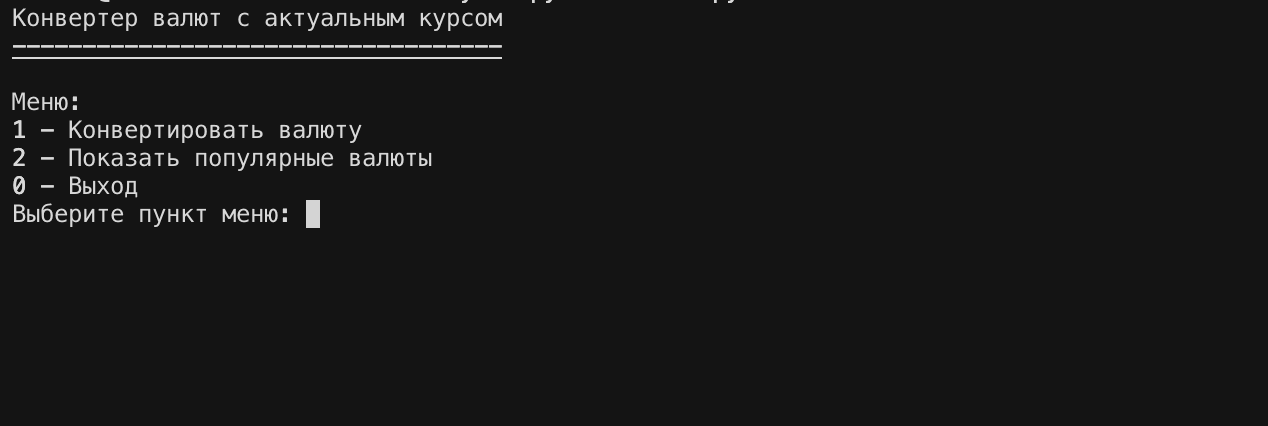 Конвертер валют с актуальным курсом
-----------------------------------
Меню:
1 - Конвертировать валюту
2 - Показать популярные валюты
0 - Выход
Выберите пункт меню: